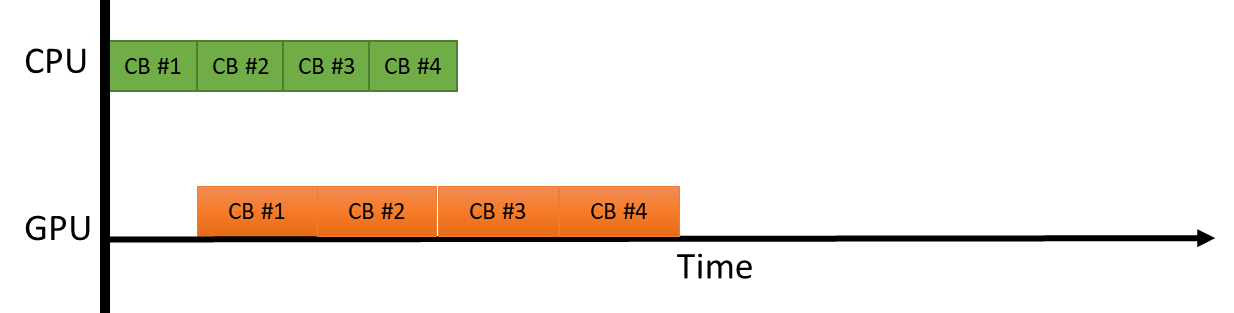 CPU CB #1 CB #2 CB #3 CB #4
GPU CB #1 CB #2 CB #3 CB #4
Time